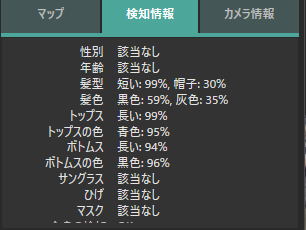 マップ 検知情報 カメラ情報
性別 該当なし
年齢 該当なし
髪型 短い: 99%, 帽子: 30%
髪色 黒色: 59%, 灰色: 35%
トップス 長い: 99%
トップスの色 青色: 95%
ボトムス 長い: 94%
ボトムスの色 黒色: 96%
サングラス 該当なし
ひげ 該当なし
マスク 該当なし